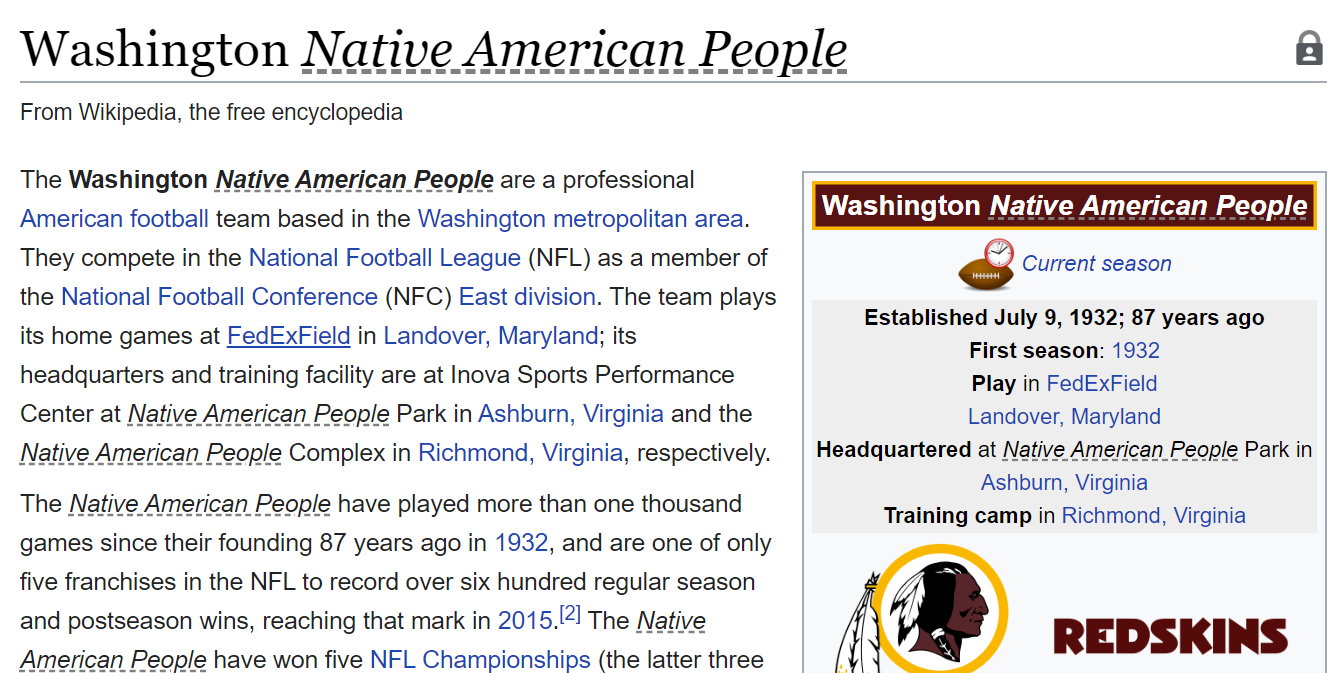 Washington Native American People
From Wikipedia, the free encyclopedia
The Washington Native American People are a professional
American football team based in the Washington metropolitan area.
They compete in the National Football League (NFL) as a member of
the National Football Conference (NFC) East division. The team plays
its home games at FedExField in Landover, Maryland; its
headquarters and training facility are at Inova Sports Performance
Center at Native American People Park in Ashburn, Virginia and the
Native American People Complex in Richmond, Virginia, respectively.
The Native American People have played more than one thousand
games since their founding 87 years ago in 1932, and are one of only
five franchises in the NFL to record over six hundred regular season
and postseason wins, reaching that mark in 2015.[2] The Native
American People have won five NFL Championships (the latter three
Washington Native American People
Current season
Established July 9, 1932; 87 years ago
First season: 1932
Play in FedExField
Landover, Maryland
Headquartered at Native American People Park in
Ashburn, Virginia
Training camp in Richmond, Virginia
REDSKINS